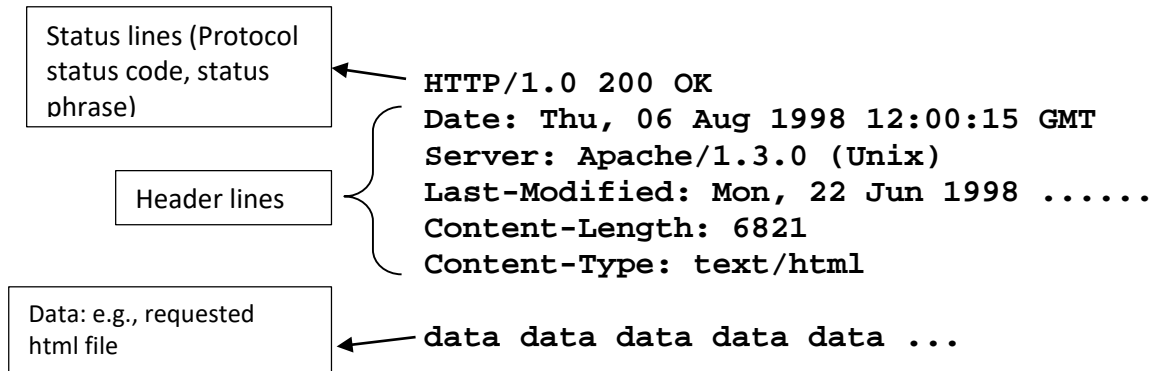 Status lines (Protocol
status code, status
phrase)
HTTP/1.0 200 OK
Date: Thu, 06 Aug 1998 12:00:15 GMT
Server: Apache/1.3.0 (Unix)
Header lines
Last-Modified: Mon, 22 Jun 1998 ......
Content-Length: 6821
Content-Type: text/html
Data: e.g., requested
html file
data data data data data ...